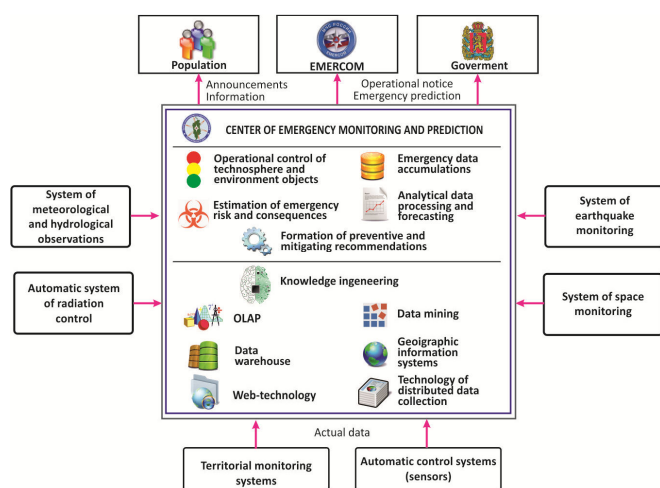 Population
EMERCOM
Goverment
Announcements
Information
Operational notice
Emergency prediction
CENTER OF EMERGENCY MONITORING AND PREDICTION
Operational control of
technosphere and
environment objects
Emergency data
accumulations
Estimation of emergency
risk and consequences
Analytical data
processing and
forecasting
Formation of preventive and
mitigating recommendations
System of
meteorological
and hydrological
observations
System of
earthquake
monitoring
Automatic system
of radiation
control
System of space
monitoring
Knowledge ingeneering
OLAP
Data mining
Data
warehouse
Geoigraphic
information
systems
Web-technology
Technology of
distributed data
collection
Actual data
Territorial monitoring
systems
Automatic control systems
(sensors)